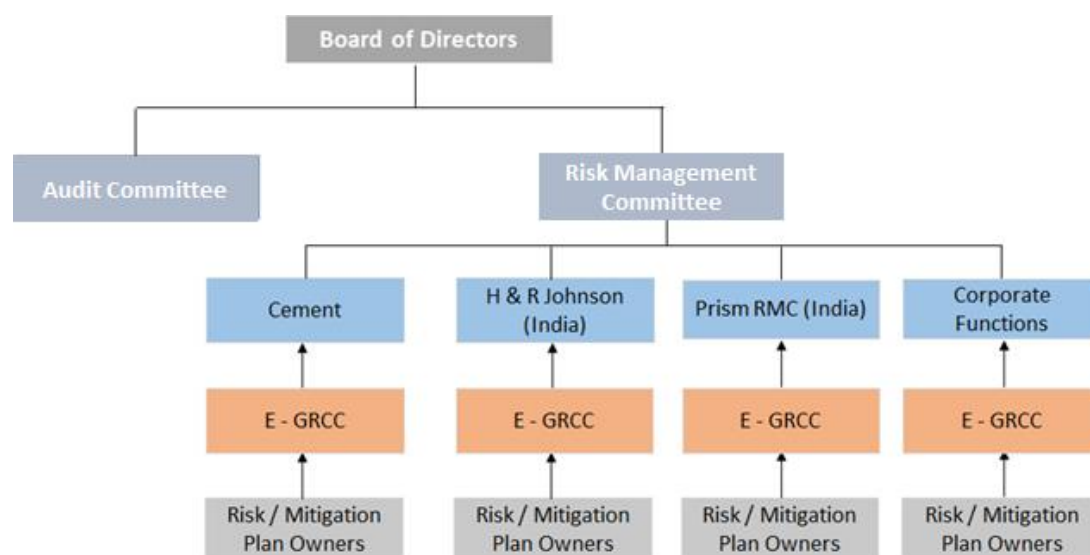 Board of Directors
Audit Committee
Risk Management
Committee
Cement
H & R Johnson
(India)
Prism RMC (India)
Corporate
Functions
E - GRCC
E - GRCC
E - GRCC
E - GRCC
Risk / Mitigation
Plan Owners
Risk / Mitigation
Plan Owners
Risk / Mitigation
Plan Owners
Risk / Mitigation
Plan Owners